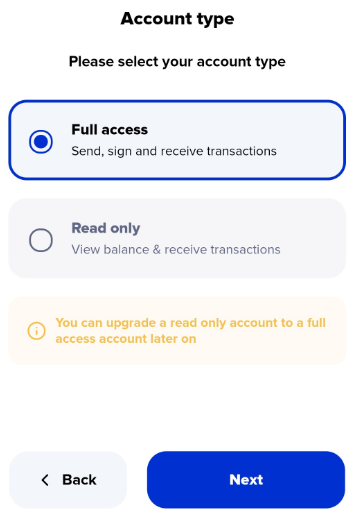 Account type
Please select your account type
Full access
Send, sign and receive transactions
Read only
View balance & receive transactions
You can upgrade a read only account to a full
access account later on
Back
Next